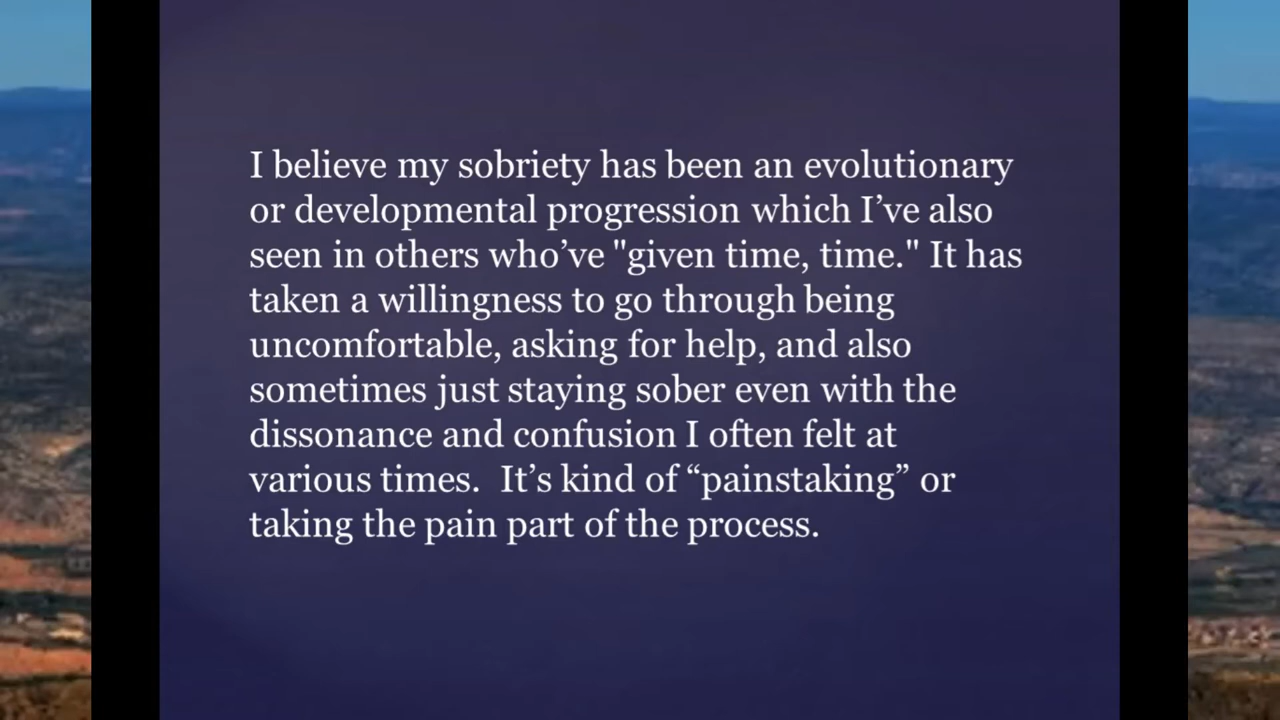 I believe my sobriety has been an evolutionary
or developmental progression which I’ve also
seen in others who’ve "given time, time." It has
taken a willingness to go through being
uncomfortable, asking for help, and also
sometimes just staying sober even with the
dissonance and confusion I often felt at
various times.  It’s kind of “painstaking” or
taking the pain part of the process.